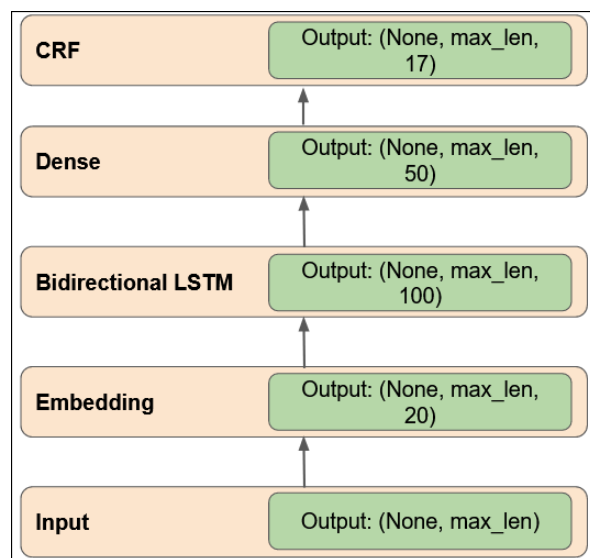 CRF
Output: (None, max_len,
17)
Dense
Output: (None, max_len,
50)
Bidirectional LSTM
Output: (None, max_len,
100)
Embedding
Output: (None, max_len,
20)
Input
Output: (None, max_len)